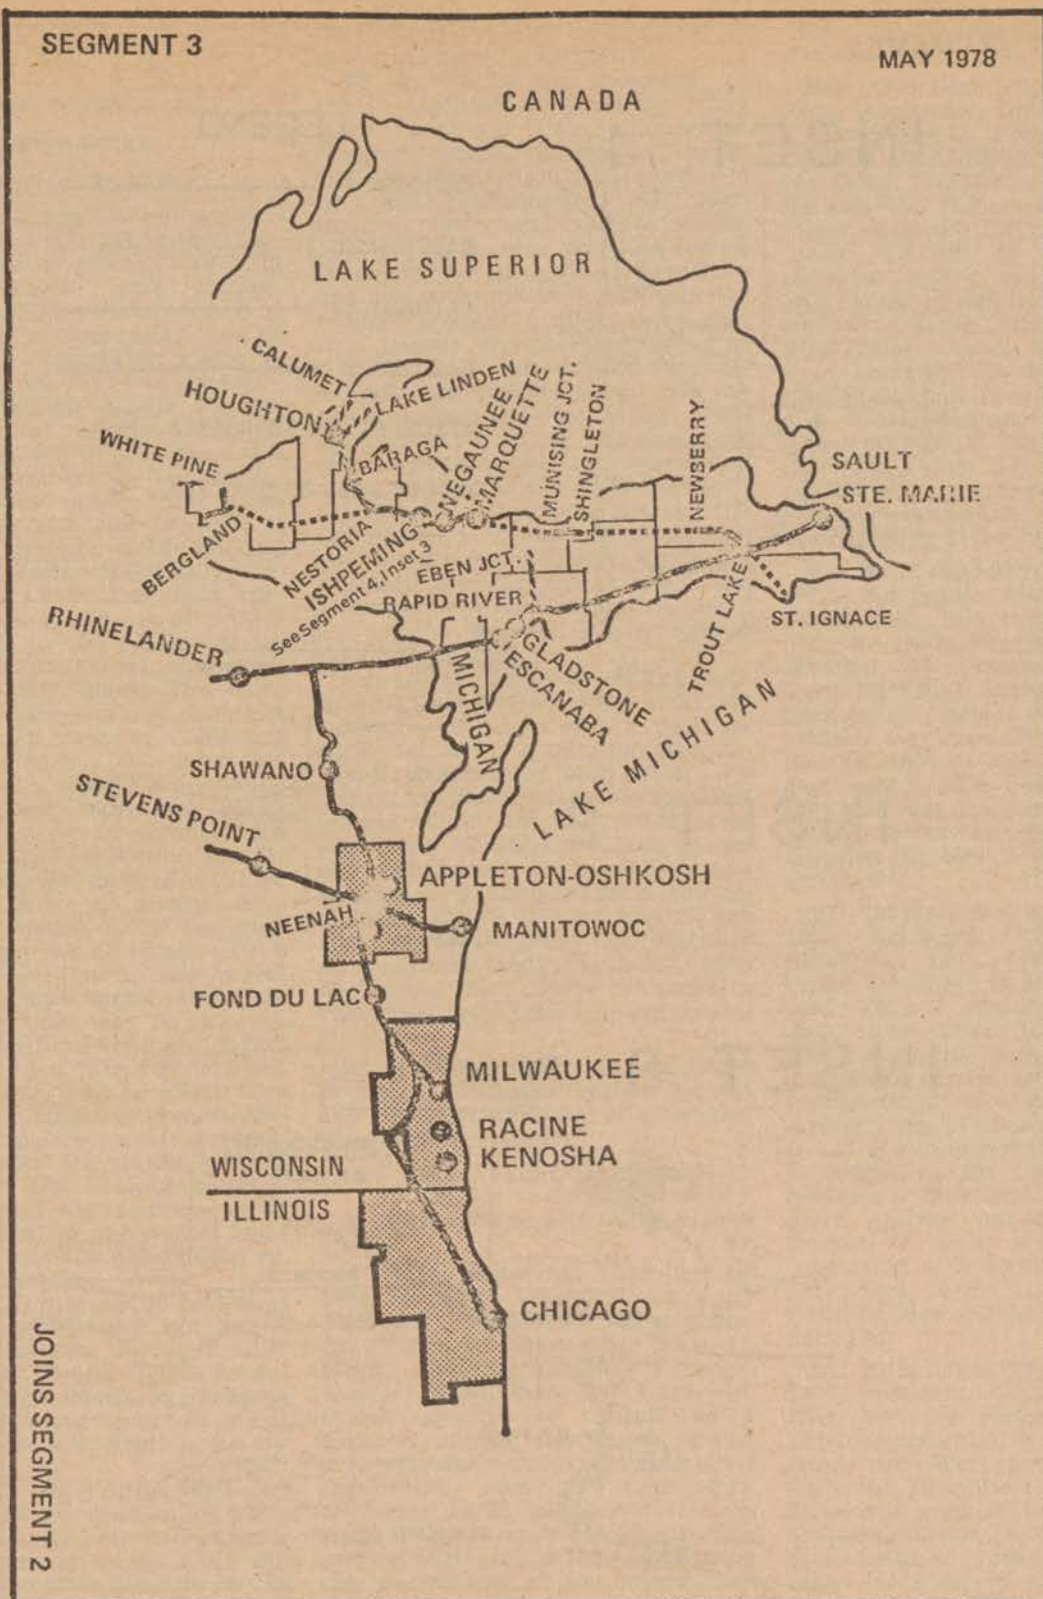 SEGMENT 3
MAY 1978
CANADA
LAKE SUPERIOR
CALUMET
LAKE LINDEN
HOUGHTON
WHITE PINE
BARAGA
NEGAUNEE
MARQUETTE
MUNISING JCT.
SHINGLETON
NEWBERRY
SAULT
STE. MARIE
BERGLAND
NESTORIA
ISHPEMING
See Segment 4, Inset 3
EBEN JCT.
RAPID RIVER
TROUT LAKE
ST. IGNACE
RHINELANDER
GLADSTONE
ESCANABA
MICHIGAN
LAKE MICHIGAN
SHAWANO
STEVENS POINT
APPLETON-OSHKOSH
NEENAH
MANITOWOC
FOND DU LAC
MILWAUKEE
RACINE
KENOSHA
WISCONSIN
ILLINOIS
CHICAGO
JOINS SEGMENT 2